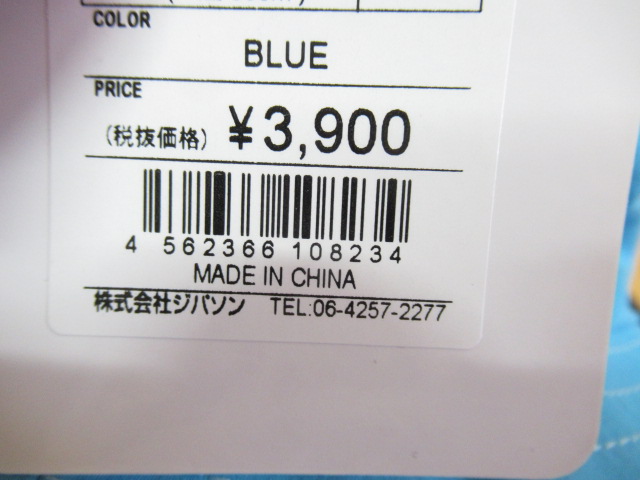 COLOR
BLUE
PRICE
(税抜価格) ¥3,900
4 562366 108234
MADE IN CHINA
株式会社ジパソン TEL:06-4257-2277